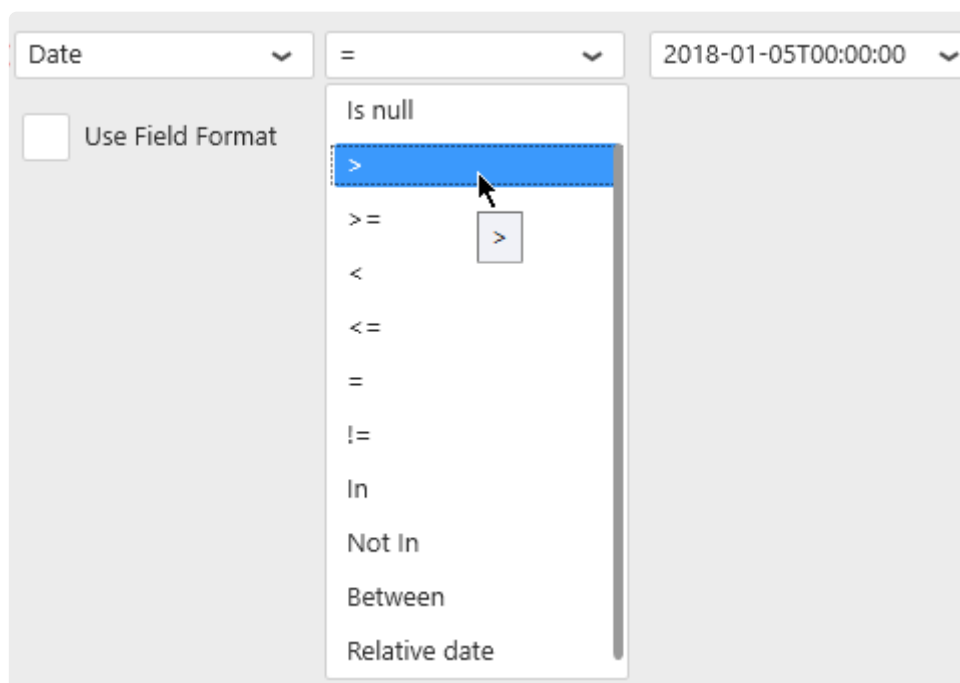 Date
=
2018-01-05T00:00:00
Use Field Format
Is null
>
>=
>
<
<=
=
!=
In
Not In
Between
Relative date